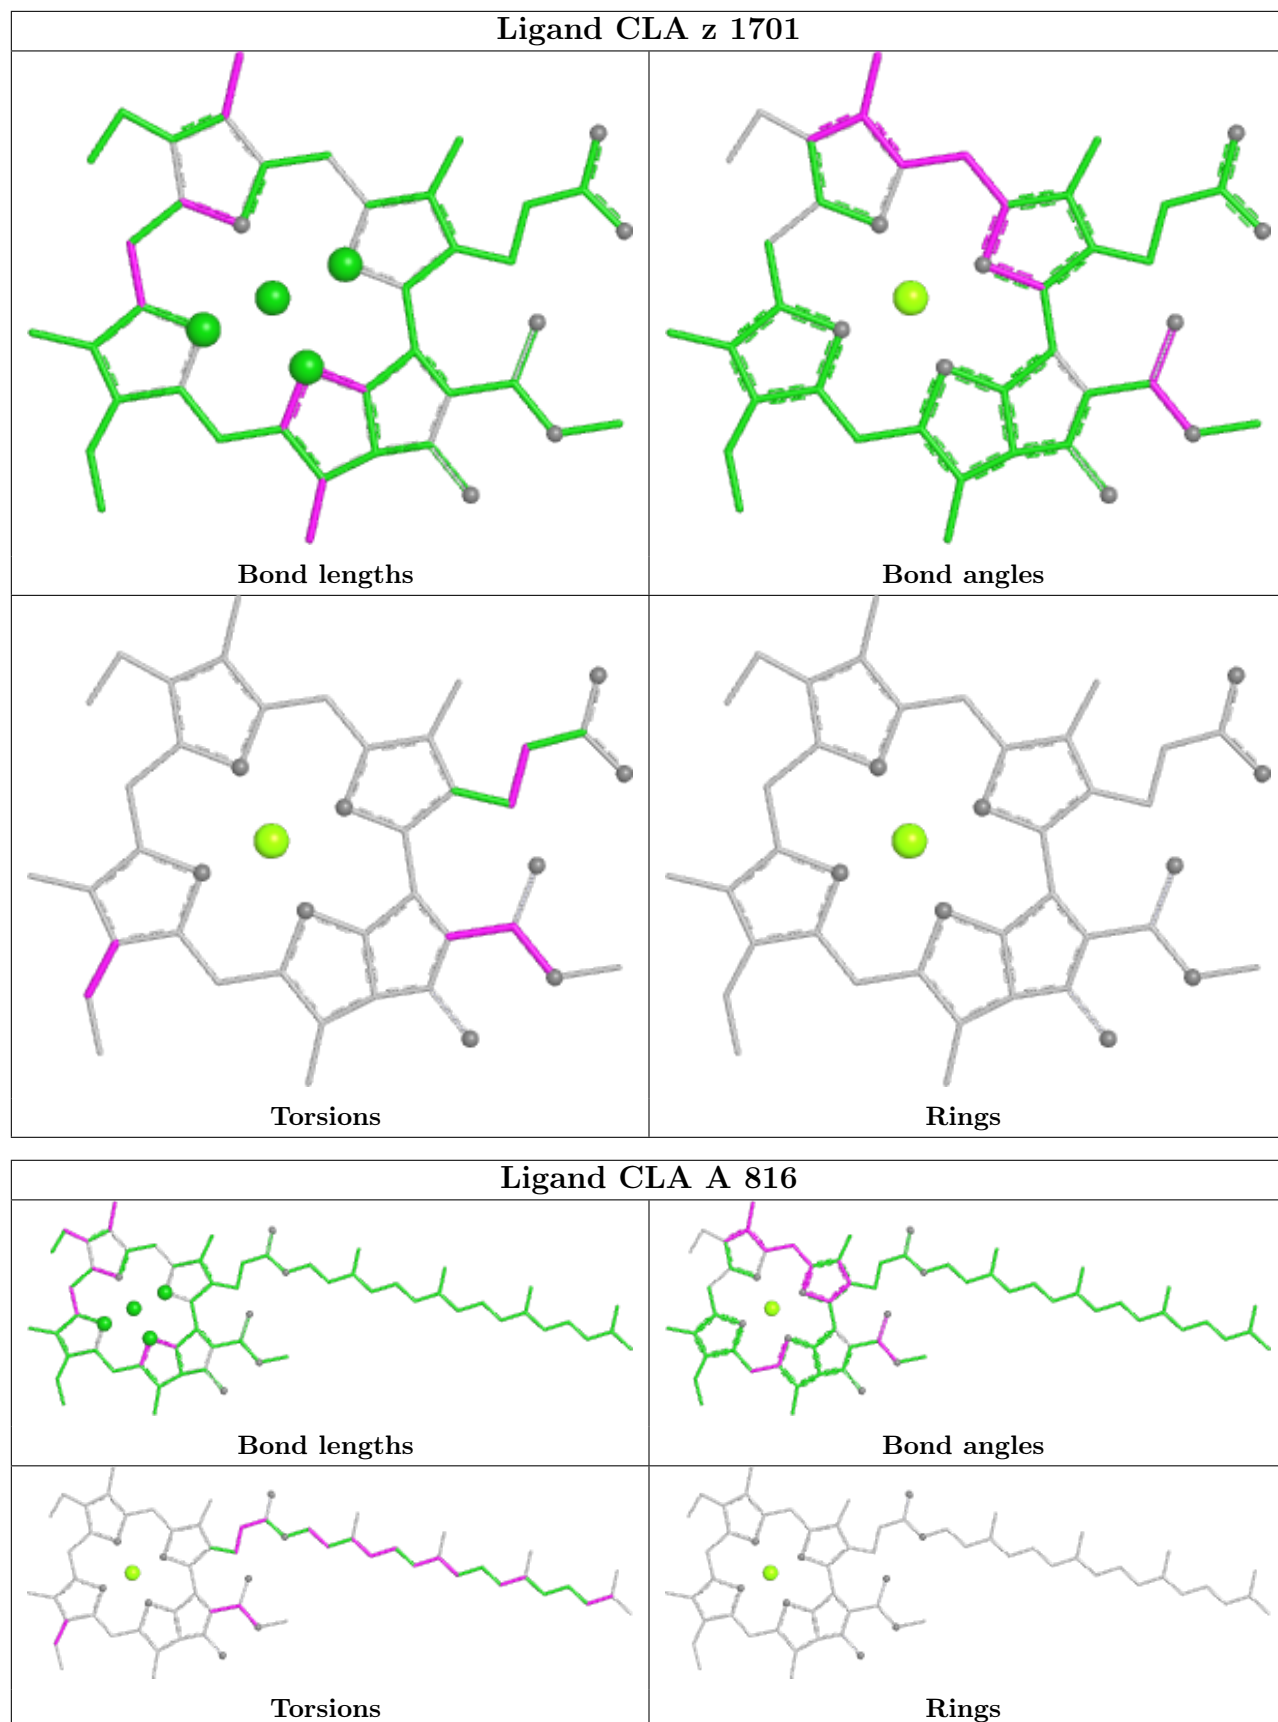 Ligand CLA z 1701
Bond lengths
Bond angles
Torsions
Rings
Ligand CLA A 816
Bond lengths
Bond angles
Torsions
Rings